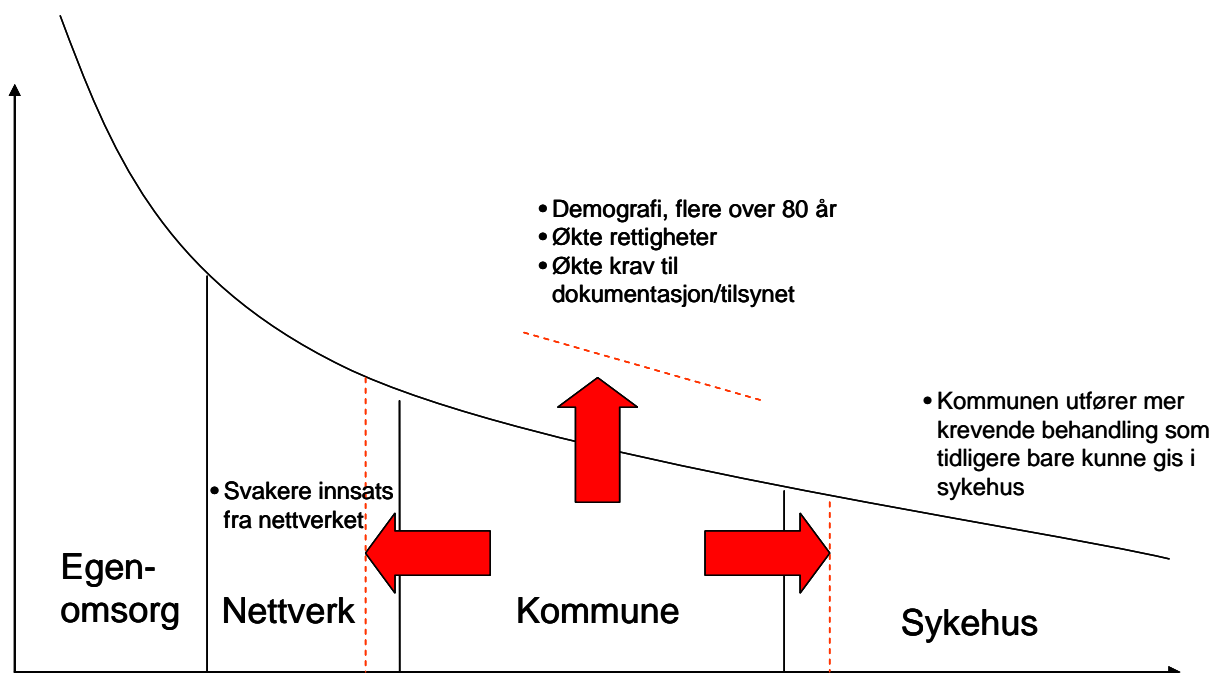 • Demografi, flere over 80 år
• Økte rettigheter
• Økte krav til
dokumentasjon/tilsynet
• Kommunen utfører mer
krevende behandling som
tidligere bare kunne gis i
sykehus
• Svakere innsats
fra nettverket
Egen-
omsorg
Nettverk
Kommune
Sykehus